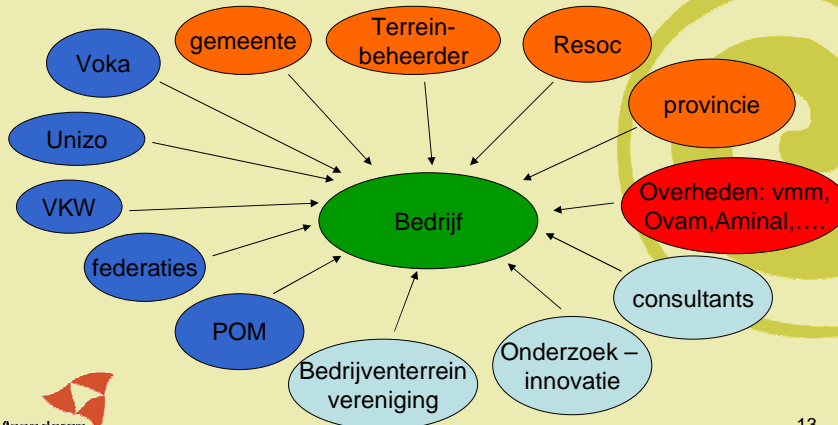 gemeente
Terrein-
beheerder
Resoc
Voka
provincie
Unizo
Overheden: vmm,
Ovam,Aminal,….
VKW
Bedrijf
federaties
consultants
POM
Bedrijventerrein
vereniging
Onderzoek –
innovatie